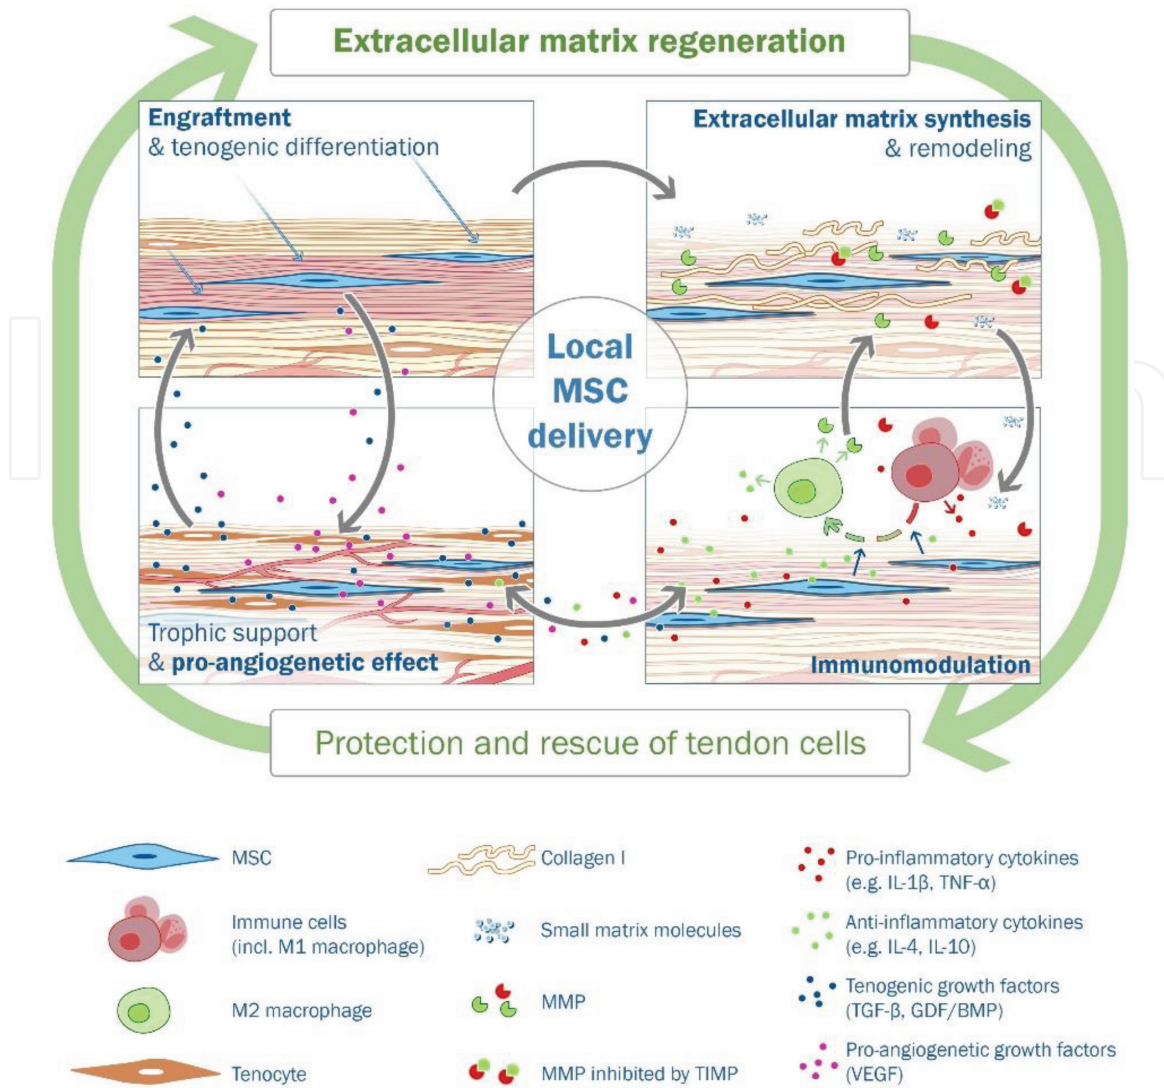 Extracellular matrix regeneration
Engraftment
& tenogenic differentiation
Extracellular matrix synthesis
& remodeling
Local
MSC
delivery
Trophic support
& pro-angiogenetic effect
Immunomodulation
Protection and rescue of tendon cells
MSC
Immune cells
(incl. M1 macrophage)
M2 macrophage
Tenocyte
Collagen I
Small matrix molecules
MMP
MMP inhibited by TIMP
Pro-inflammatory cytokines
(e.g. IL-1β, TNF-α)
Anti-inflammatory cytokines
(e.g. IL-4, IL-10)
Tenogenic growth factors
(TGF-β, GDF/BMP)
Pro-angiogenetic growth factors
(VEGF)